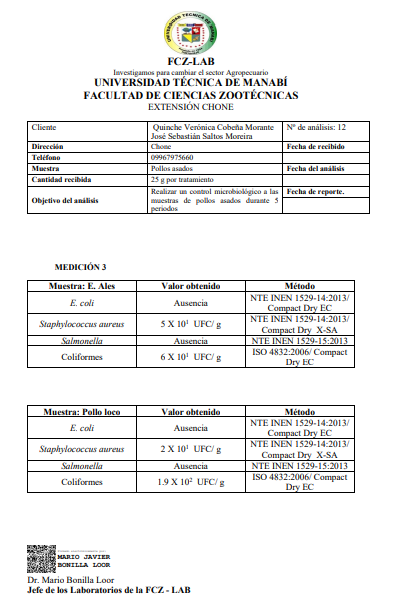 FCZ-LAB
Investigamos para cambiar el sector Agropecuario
UNIVERSIDAD TÉCNICA DE MANABÍ
FACULTAD DE CIENCIAS ZOOTÉCNICAS
EXTENSIÓN CHONE
Cliente Quinche Verónica Cobeña Morante Nº de análisis: 12
José Sebastián Saltos Moreira
Dirección Chone Fecha de recibido
Teléfono 09967975660
Muestra Pollos asados Fecha del análisis
Cantidad recibida 25 g por tratamiento
Objetivo del análisis Realizar un control microbiológico a las Fecha de reporte.
muestras de pollos asados durante 5
periodos
MEDICIÓN 3
Muestra: E. Ales Valor obtenido Método
E. coli Ausencia NTE INEN 1529-14:2013/
Compact Dry EC
Staphylococcus aureus 5 X 10¹ UFC/ g NTE INEN 1529-14:2013/
Compact Dry X-SA
Salmonella Ausencia NTE INEN 1529-15:2013
Coliformes 6 X 10¹ UFC/ g ISO 4832:2006/ Compact
Dry EC
Muestra: Pollo loco Valor obtenido Método
E. coli Ausencia NTE INEN 1529-14:2013/
Compact Dry EC
Staphylococcus aureus 2 X 10¹ UFC/ g NTE INEN 1529-14:2013/
Compact Dry X-SA
Salmonella Ausencia NTE INEN 1529-15:2013
Coliformes 1.9 X 10² UFC/ g ISO 4832:2006/ Compact
Dry EC
MARIO JAVIER
BONILLA LOOR
Dr. Mario Bonilla Loor
Jefe de los Laboratorios de la FCZ - LAB